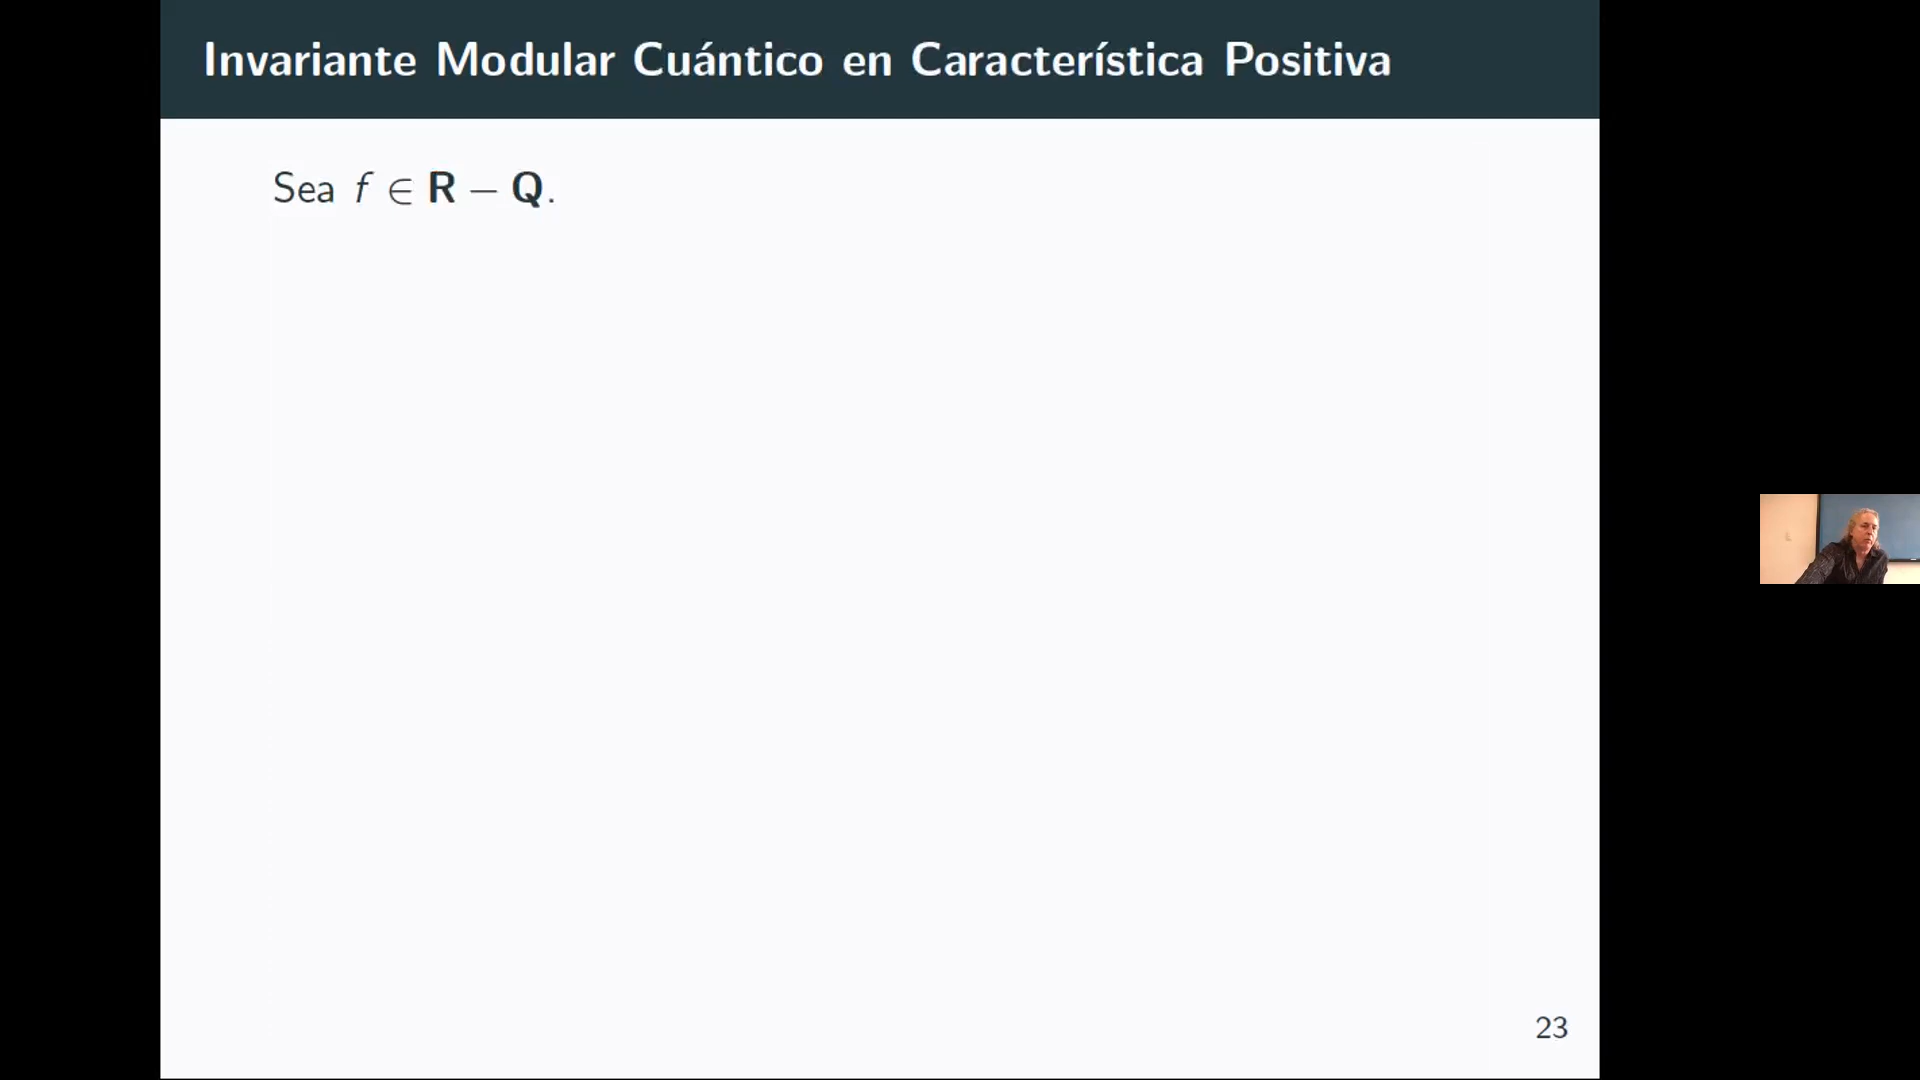 Invariante Modular Cuántico en Característica Positiva
Sea f ∈ R − Q.
23